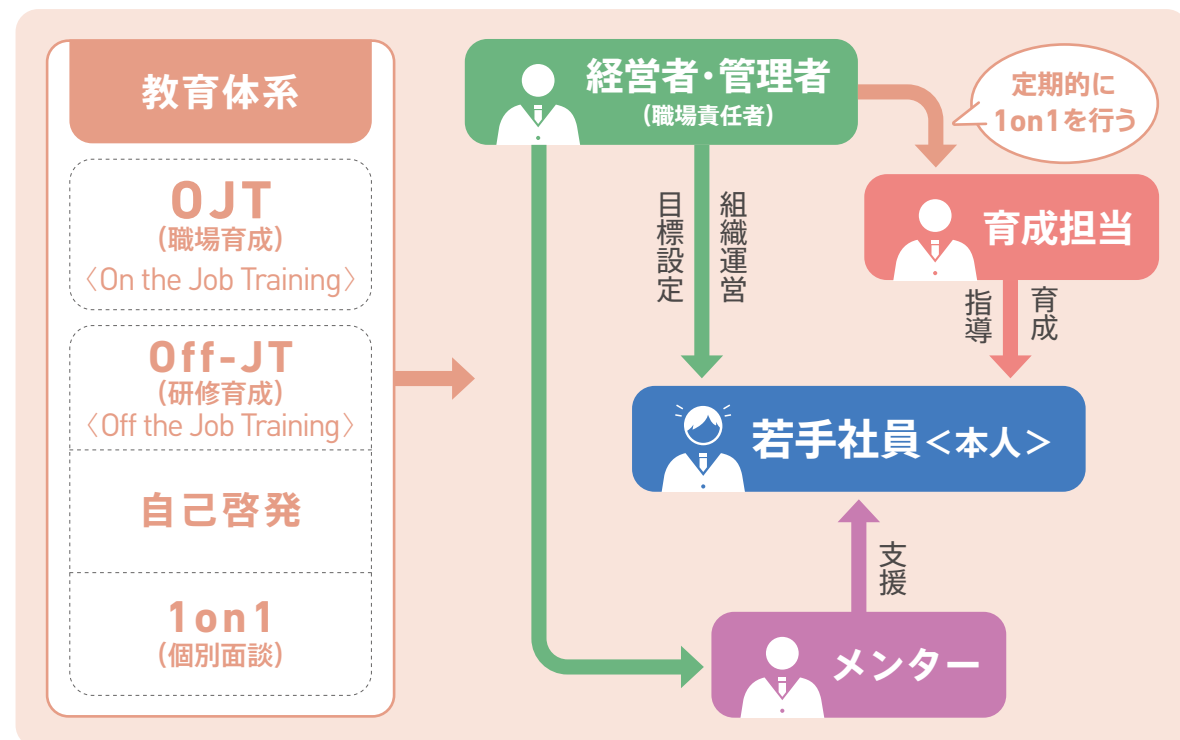 教育体系
OJT
(職場育成)
〈On the Job Training〉
Off-JT
(研修育成)
〈Off the Job Training〉
自己啓発
1on1
(個別面談)
経営者・管理者
(職場責任者)
定期的に
1on1を行う
育成担当
組織運営
目標設定
育成
指導
若手社員<本人>
支援
メンター